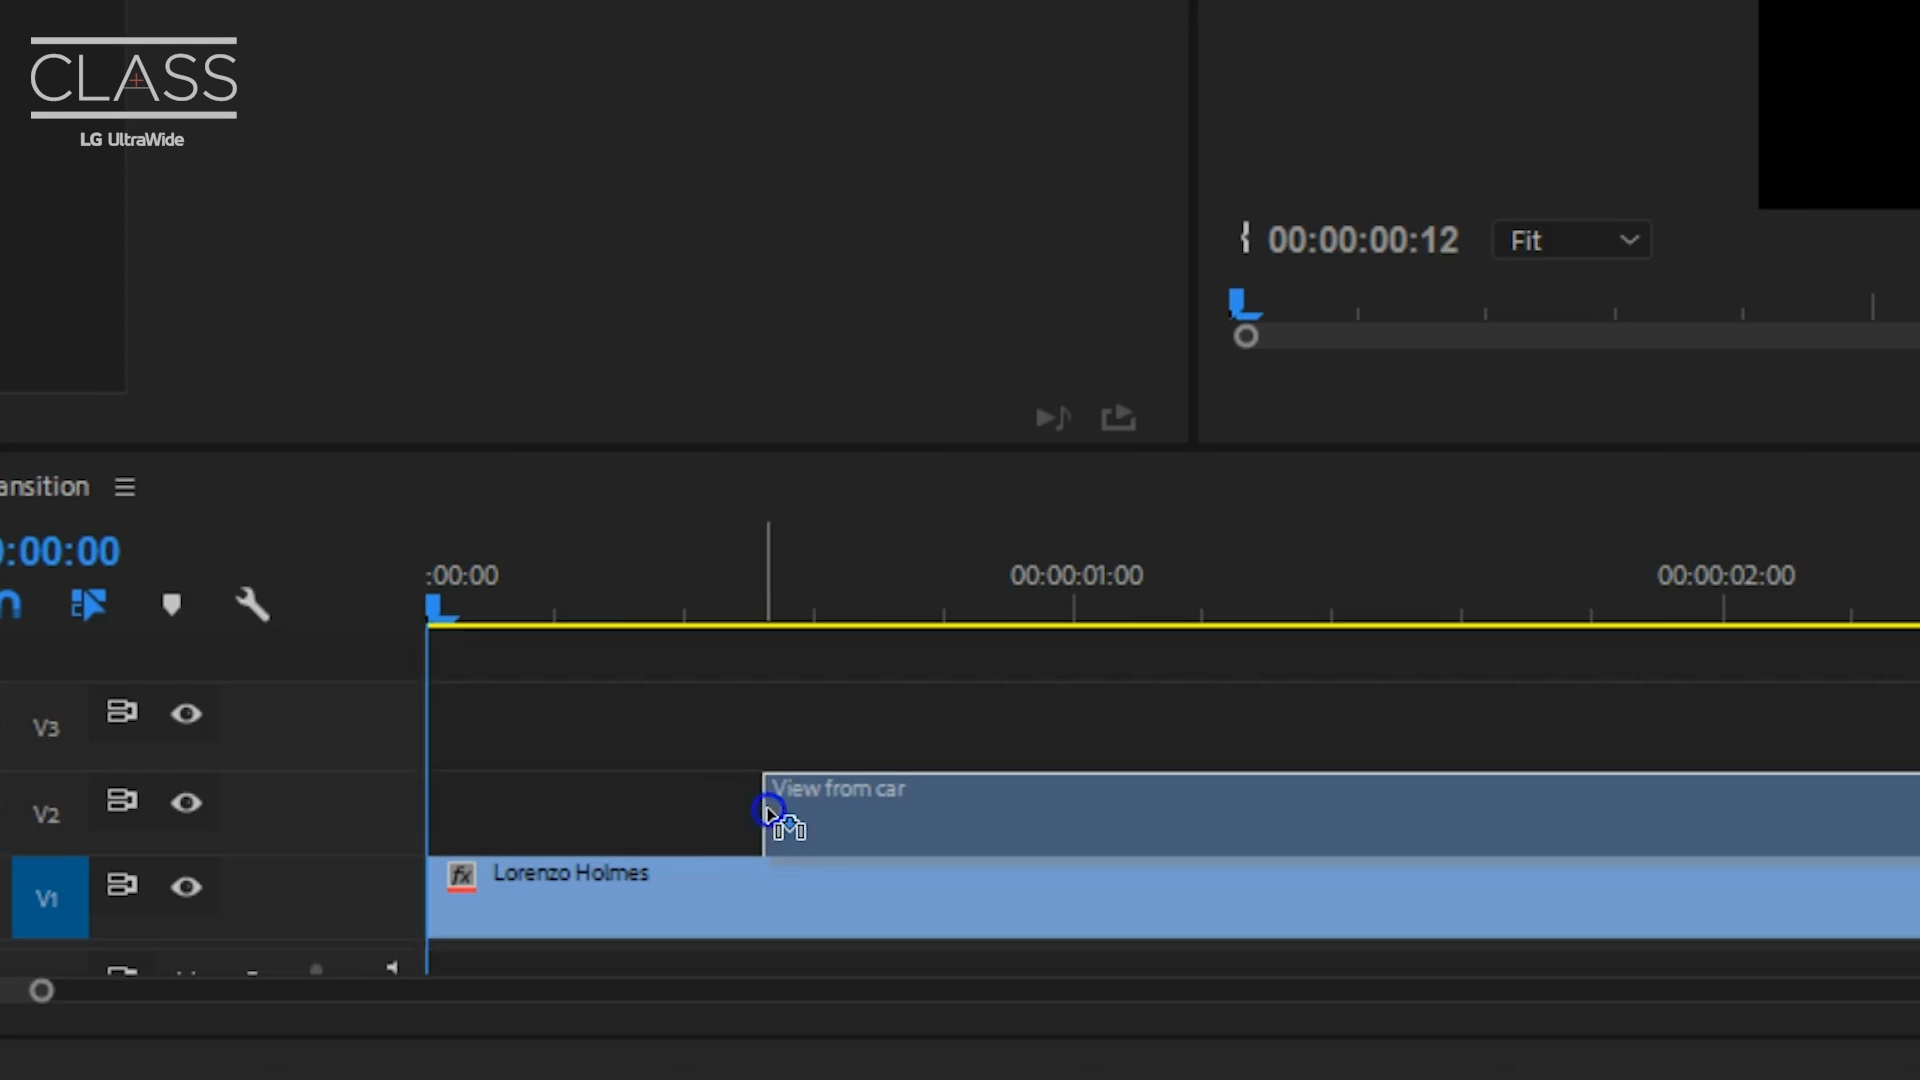 CLASS
LG UltraWide
00:00:00:12
Fit
ansition
:00:00
:00:00
00:00:01:00
00:00:02:00
V3
V2
View from car
V1
fx
Lorenzo Holmes